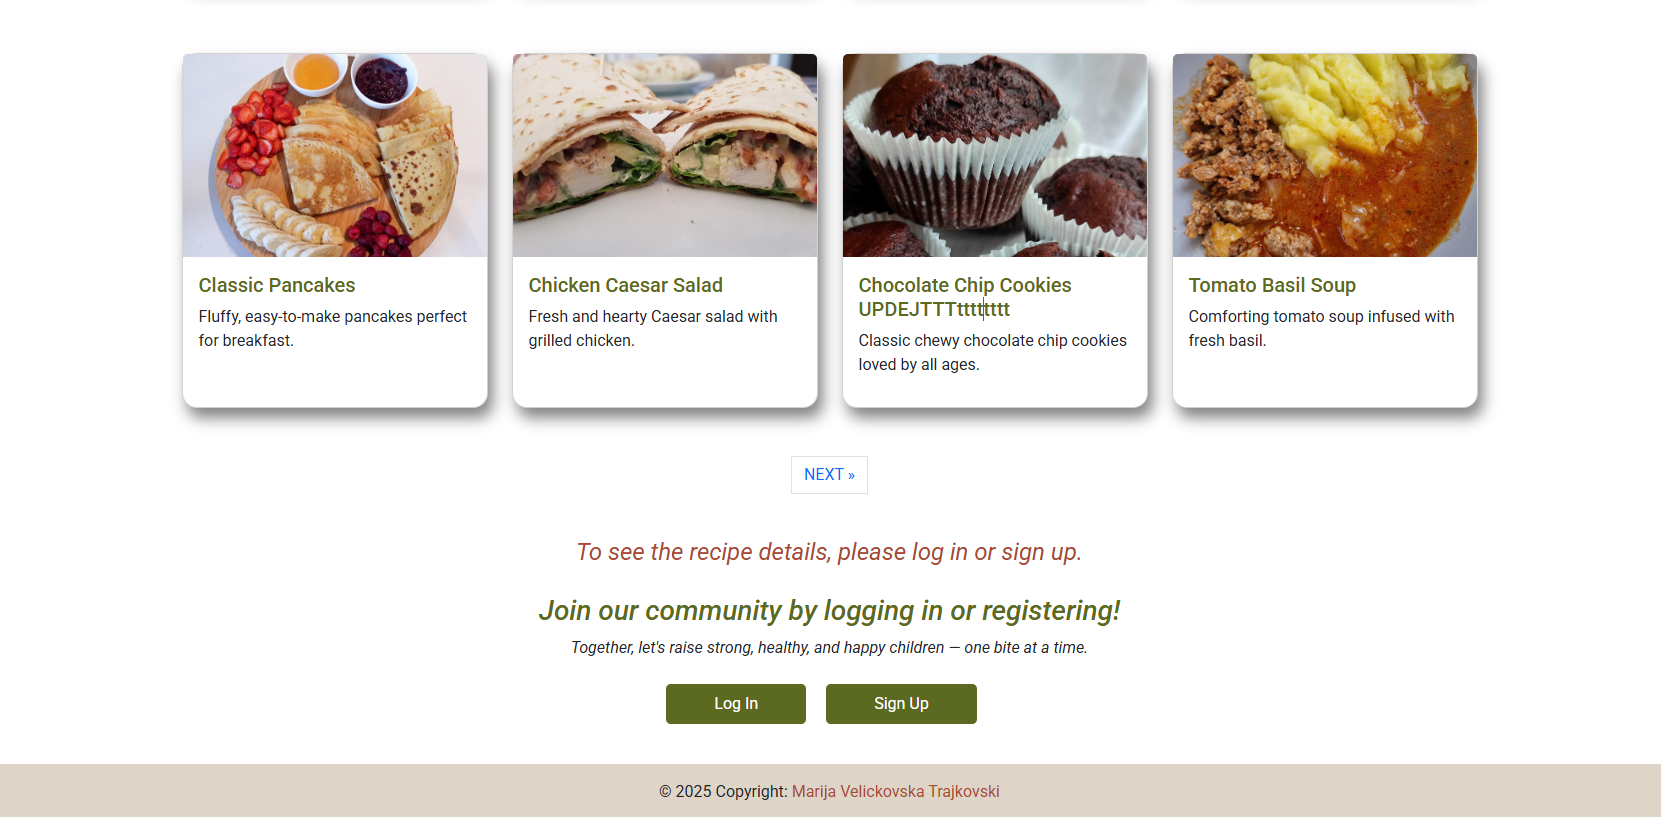 Classic Pancakes
Fluffy, easy-to-make pancakes perfect
for breakfast.
Chicken Caesar Salad
Fresh and hearty Caesar salad with
grilled chicken.
Chocolate Chip Cookies
UPDEJTTTtttttttt
Classic chewy chocolate chip cookies
loved by all ages.
Tomato Basil Soup
Comforting tomato soup infused with
fresh basil.
NEXT »
To see the recipe details, please log in or sign up.
Join our community by logging in or registering!
Together, let's raise strong, healthy, and happy children — one bite at a time.
Log In
Sign Up
© 2025 Copyright: Marija Velickovska Trajkovski